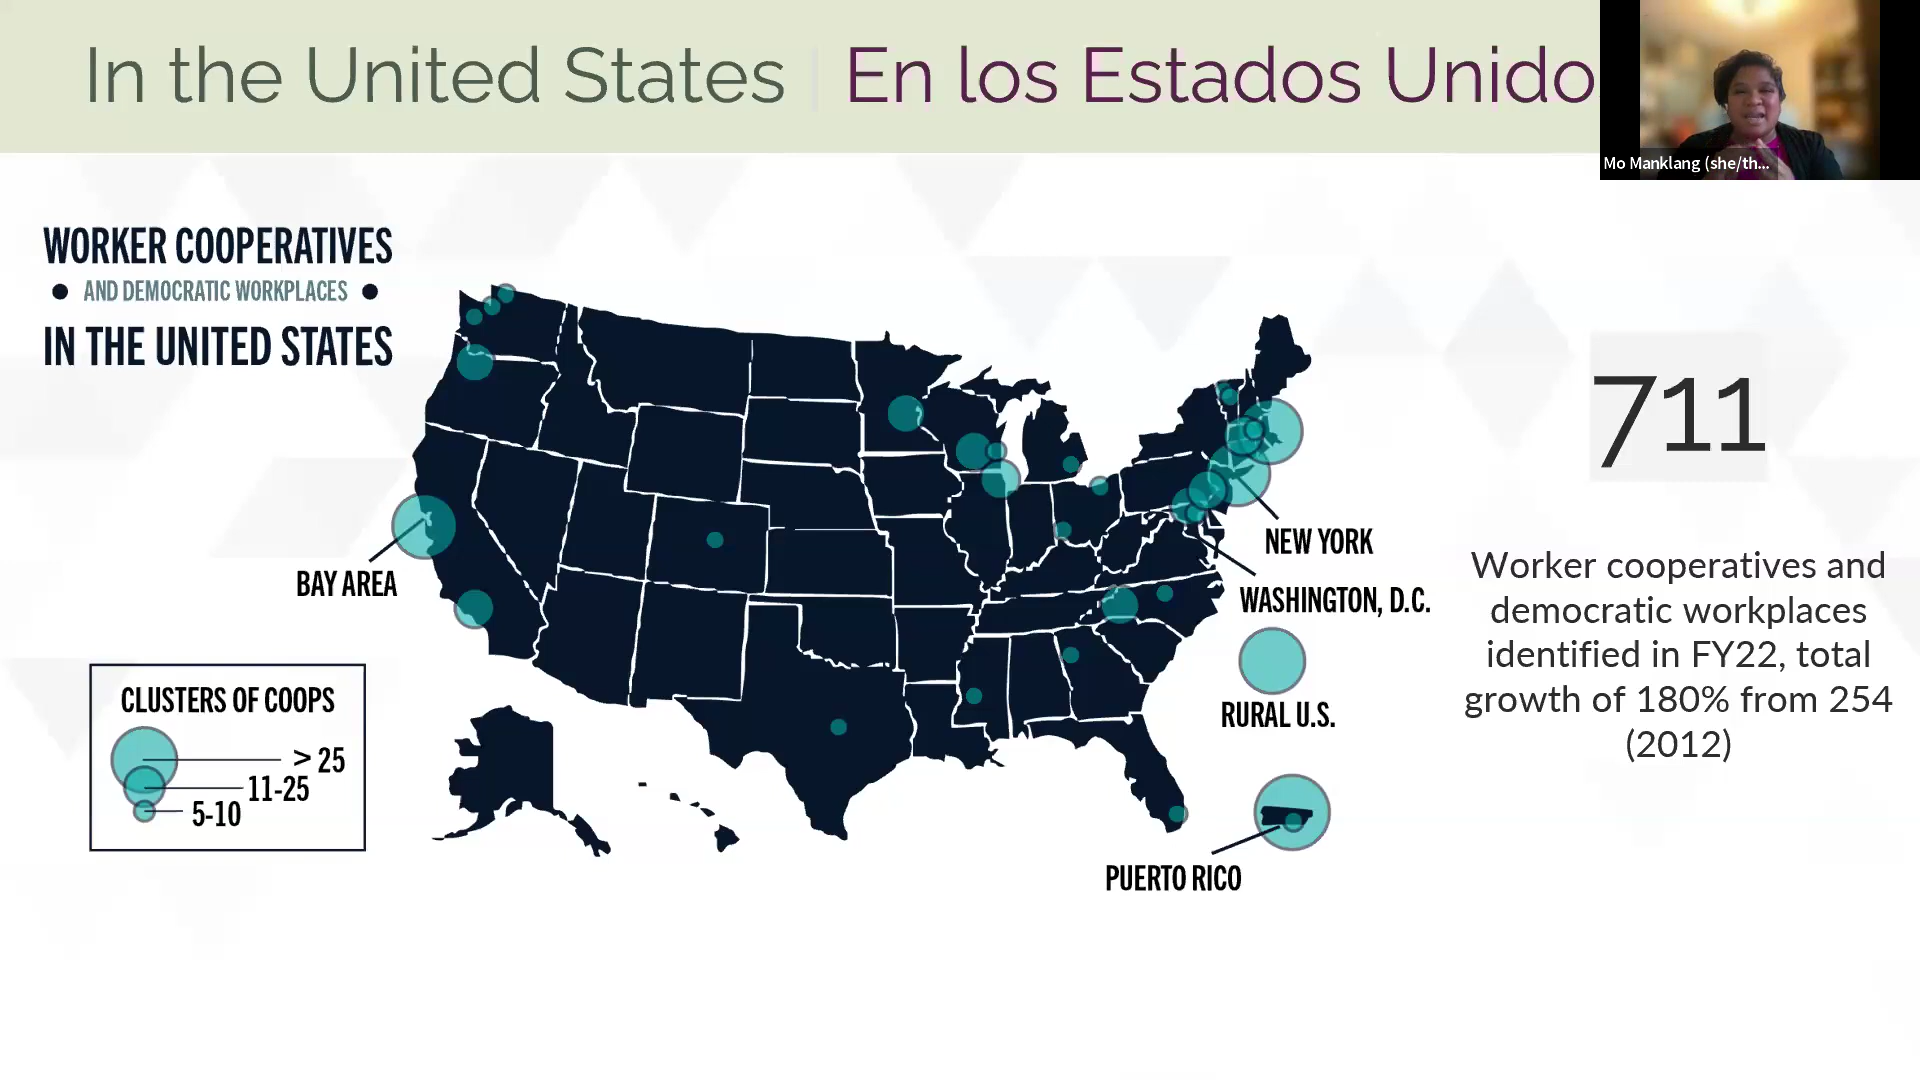 In the United States | En los Estados Unido
Mo Manklang (she/th...
WORKER COOPERATIVES
• AND DEMOCRATIC WORKPLACES •
IN THE UNITED STATES
711
Worker cooperatives and
democratic workplaces
identified in FY22, total
growth of 180% from 254
(2012)
NEW YORK
WASHINGTON, D.C.
BAY AREA
RURAL U.S.
PUERTO RICO
CLUSTERS OF COOPS
> 25
11-25
5-10